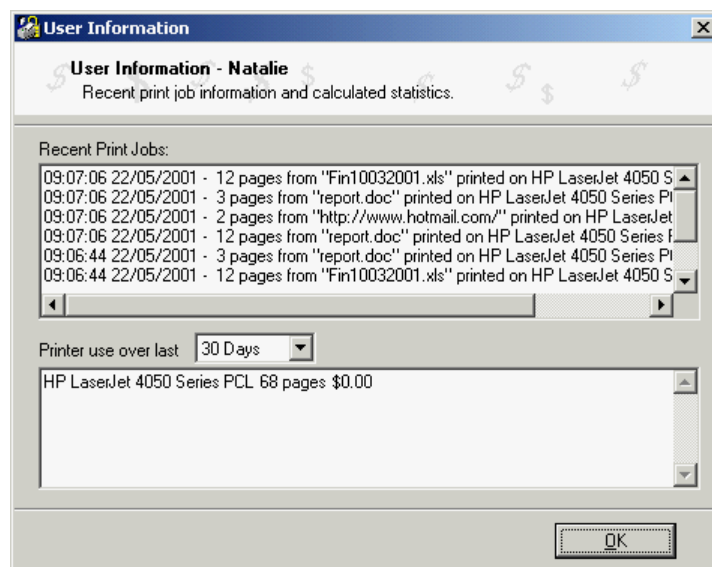 User Information
User Information - Natalie
Recent print job information and calculated statistics.
Recent Print Jobs:
09:07:06 22/05/2001 - 12 pages from "Fin10032001.xls" printed on HP LaserJet 4050 S
09:07:06 22/05/2001 - 3 pages from "report.doc" printed on HP LaserJet 4050 Series P
09:07:06 22/05/2001 - 2 pages from "http://www.hotmail.com/" printed on HP LaserJet
09:07:06 22/05/2001 - 12 pages from "report.doc" printed on HP LaserJet 4050 Series
09:06:44 22/05/2001 - 3 pages from "report.doc" printed on HP LaserJet 4050 Series P
09:06:44 22/05/2001 - 12 pages from "Fin10032001.xls" printed on HP LaserJet 4050 S
Printer use over last 30 Days
HP LaserJet 4050 Series PCL 68 pages $0.00
OK